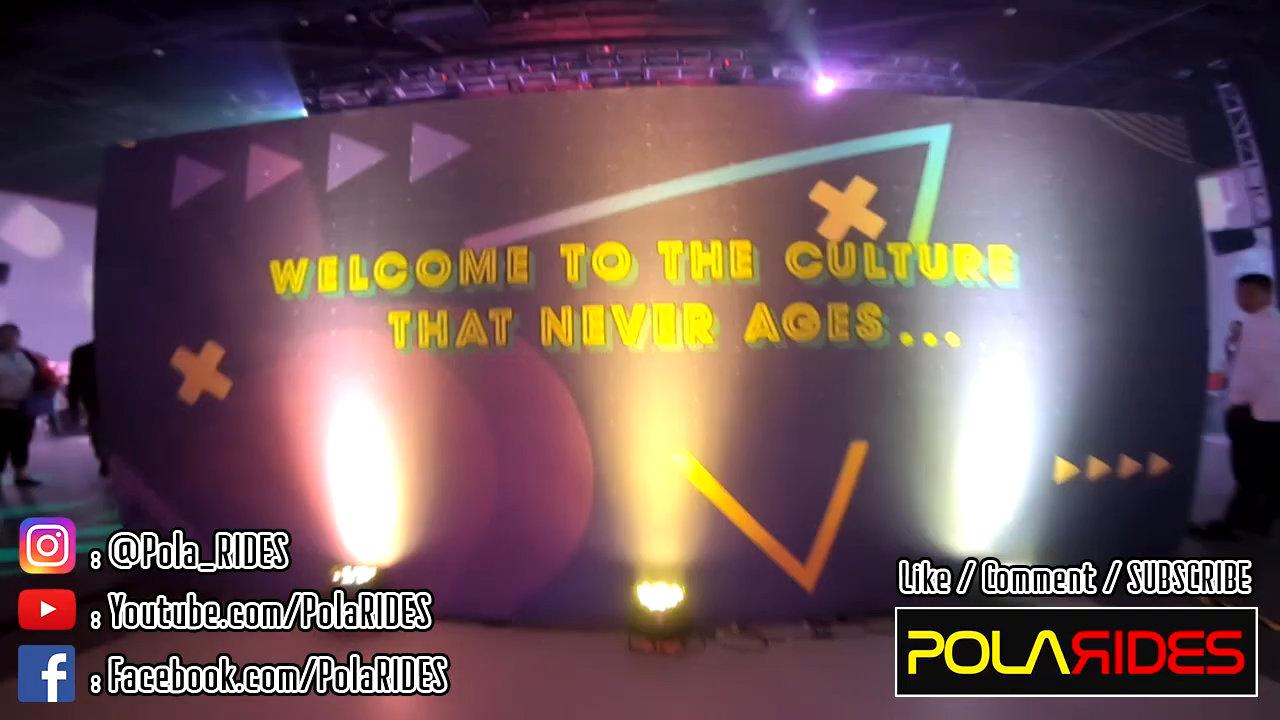 WELCOME TO THE CULTURE
THAT NEVER AGES...
: @Pola_RIDES
: Youtube.com/PolaRIDES
: Facebook.com/PolaRIDES
Like / Comment / SUBSCRIBE
POLARIDES